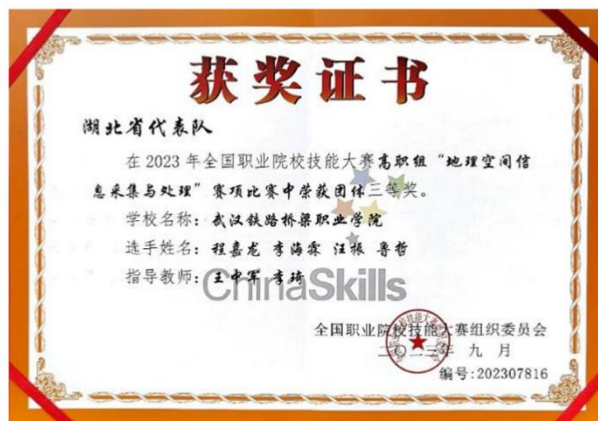 获奖证书
湖北省代表队
在2023年全国职业院校技能大赛高职组“地理空间信
息采集与处理”赛项比赛中荣获团体三等奖。
学校名称：武汉铁路桥梁职业学院
选手姓名：程嘉龙 李海霖 汪振 鲁哲
指导教师：王中军 李琦
ChinaSkills
全国职业院校技能大赛组织委员会
二〇二三年 九月
编号:202307816